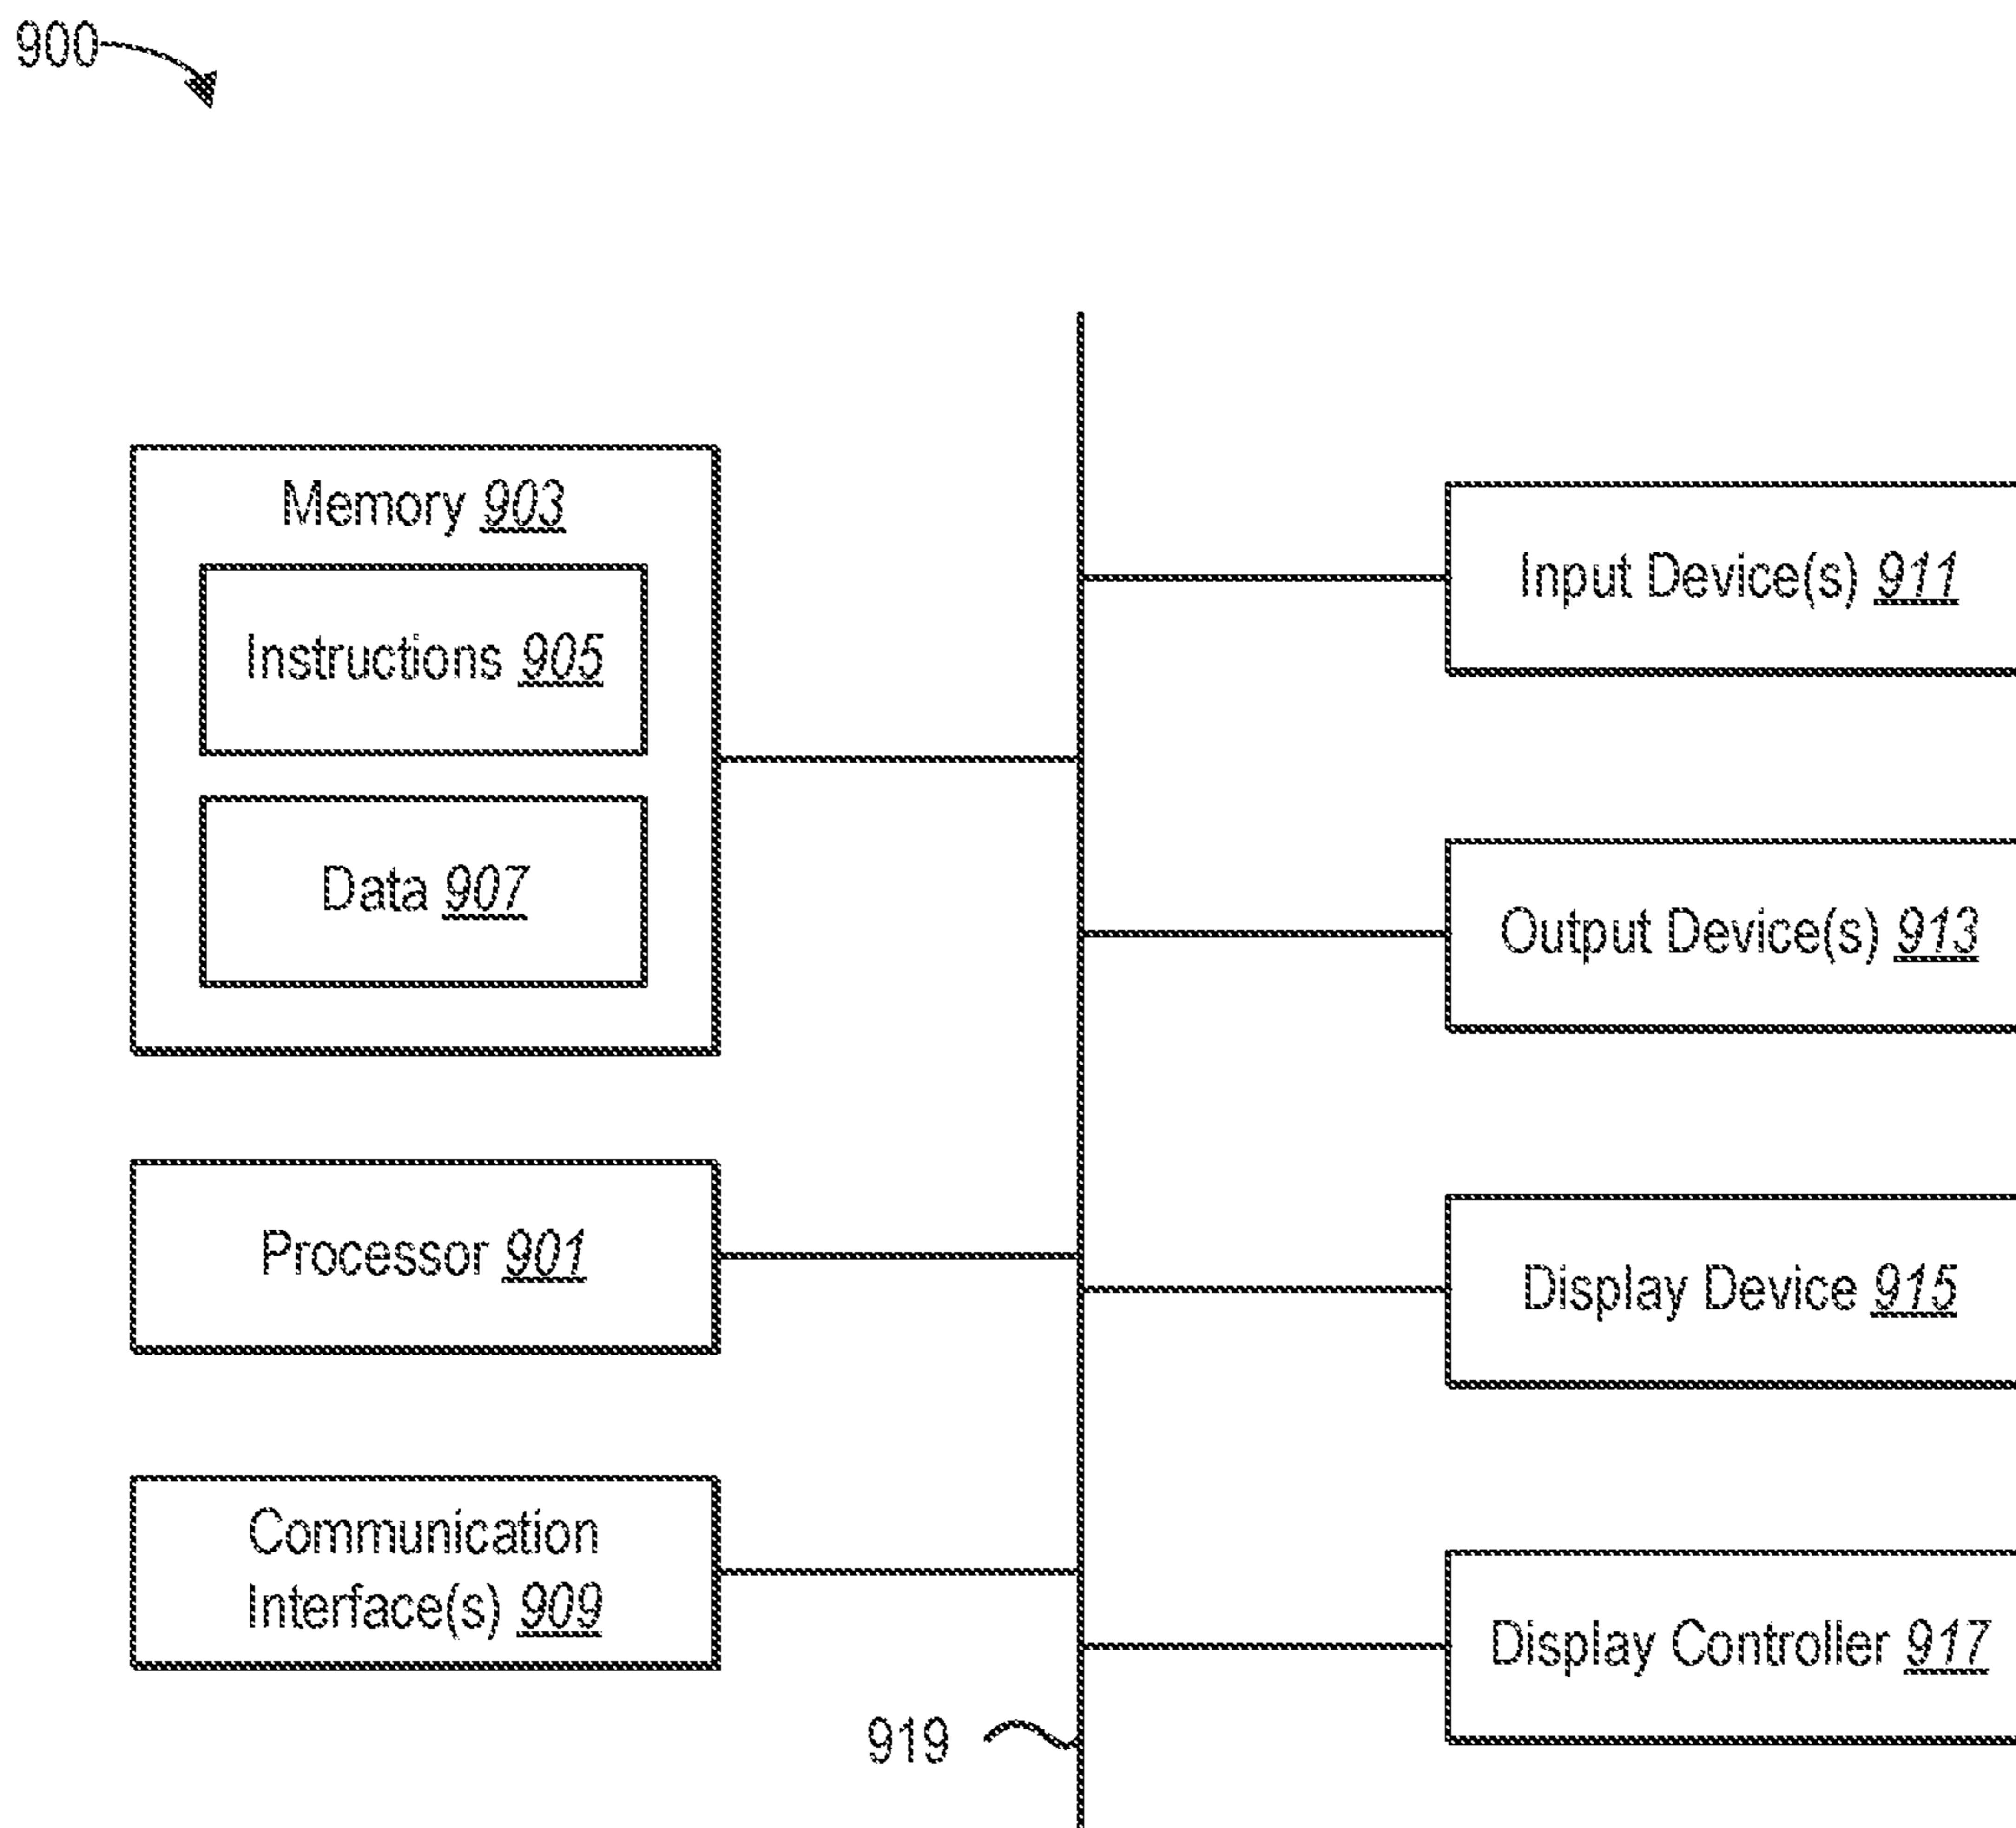 900
Memory 903
Instructions 905
Data 907
Processor 901
Communication
Interface(s) 909
Input Device(s) 911
Output Device(s) 913
Display Device 915
Display Controller 917
919